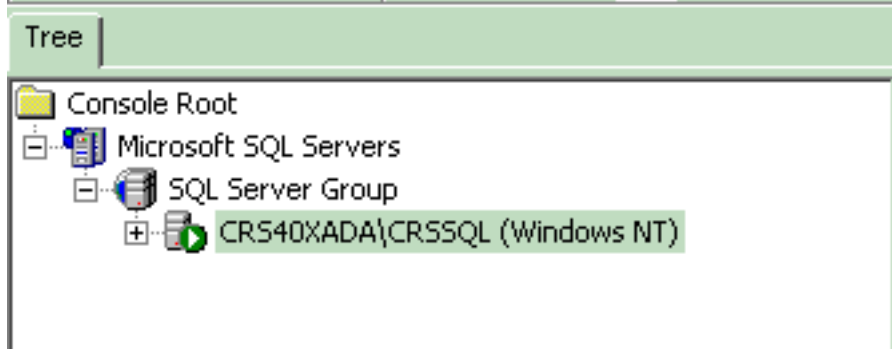 Tree
Console Root
Microsoft SQL Servers
SQL Server Group
CRS40XADA\CRSSQL (Windows NT)